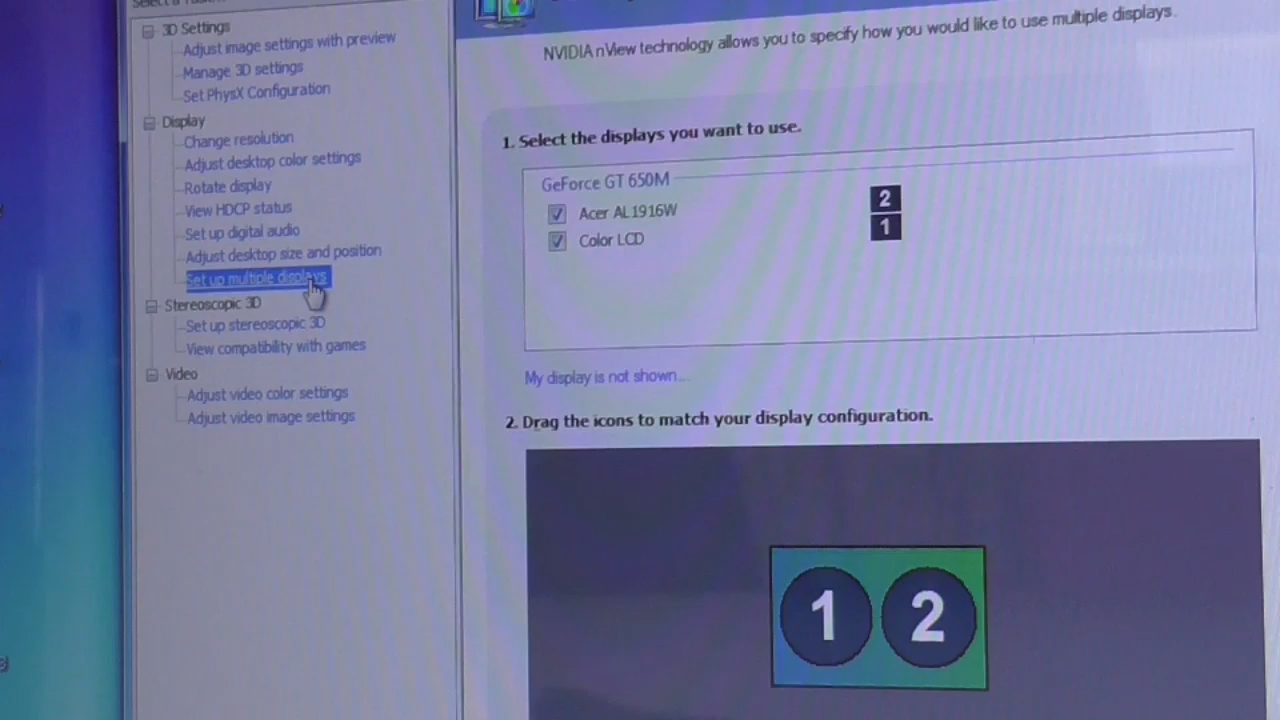 3D Settings
Adjust image settings with preview
Manage 3D settings
Set PhysX Configuration
Display
Change resolution
Adjust desktop color settings
Rotate display
View HDCP status
Set up digital audio
Adjust desktop size and position
Set up multiple displays
Stereoscopic 3D
Set up stereoscopic 3D
View compatibility with games
Video
Adjust video color settings
Adjust video image settings
NVIDIA nView technology allows you to specify how you would like to use multiple displays.
1. Select the displays you want to use.
GeForce GT 650M
Acer AL1916W
Color LCD
2
1
My display is not shown...
2. Drag the icons to match your display configuration.
1 2